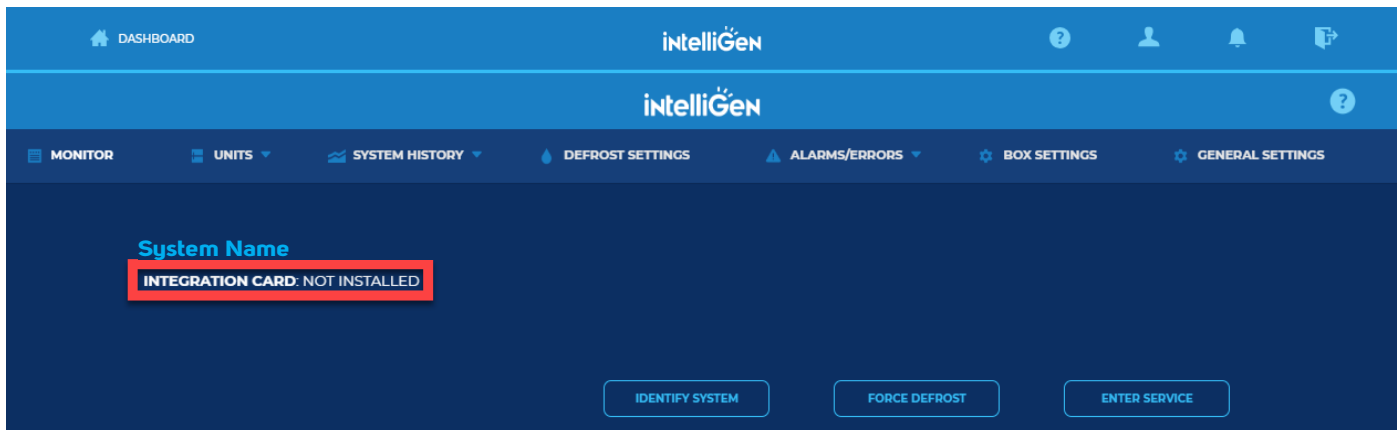 DASHBOARD intelliGen ?
intelliGen ?
MONITOR UNITS SYSTEM HISTORY DEFROST SETTINGS ALARMS/ERRORS BOX SETTINGS GENERAL SETTINGS
System Name
INTEGRATION CARD: NOT INSTALLED
IDENTIFY SYSTEM FORCE DEFROST ENTER SERVICE